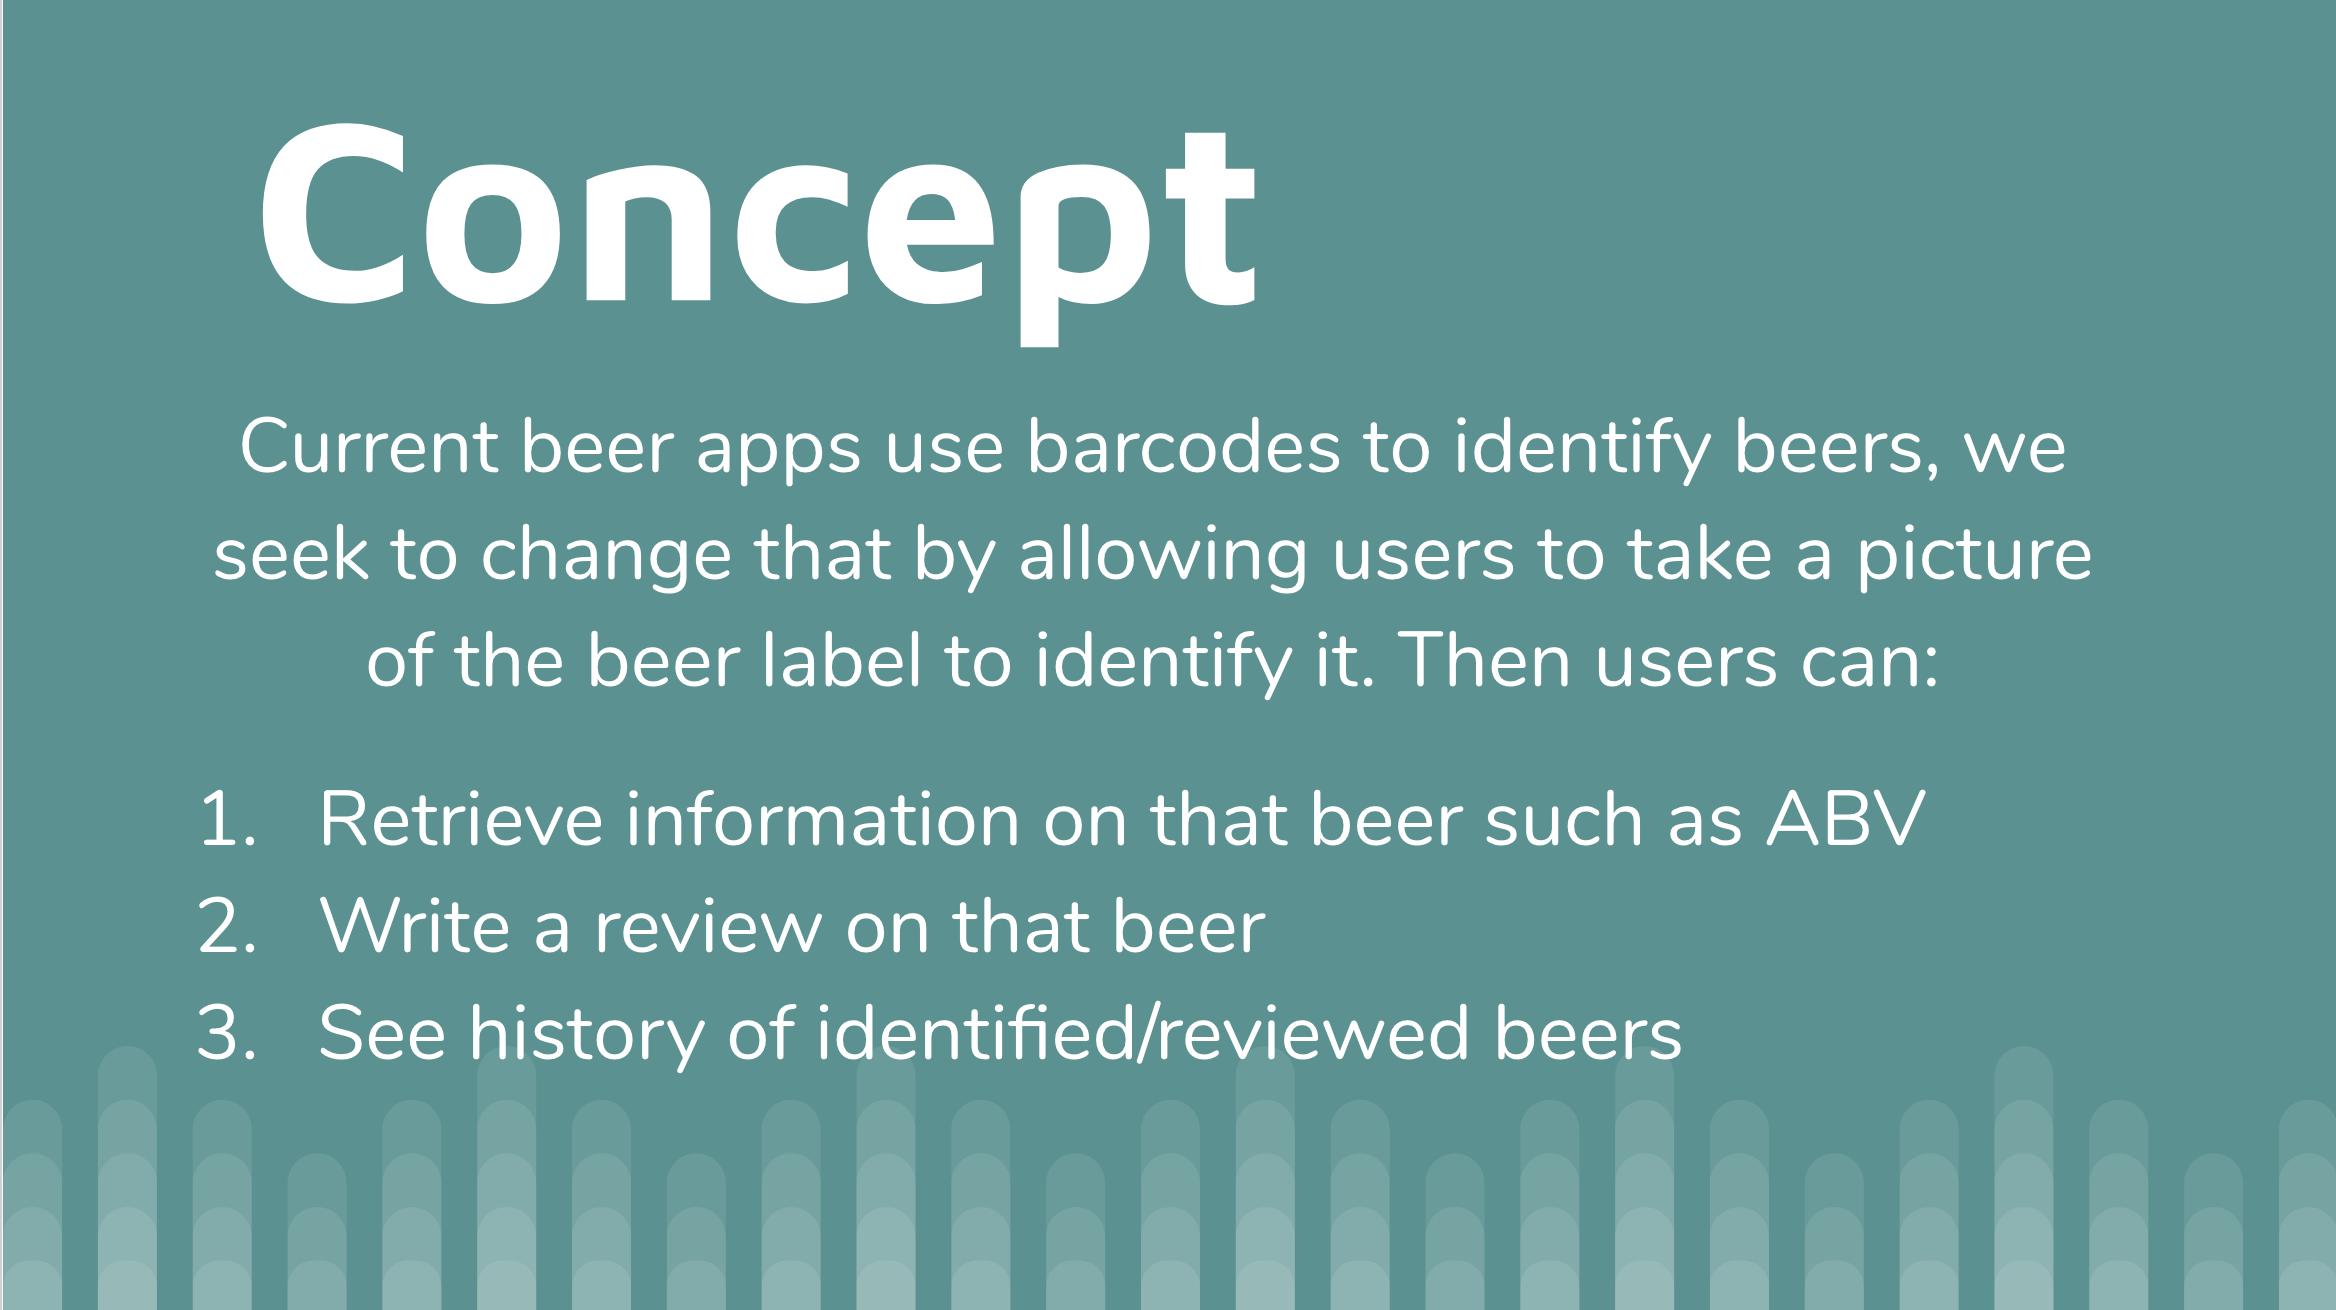 Concept
Current beer apps use barcodes to identify beers, we
seek to change that by allowing users to take a picture
of the beer label to identify it. Then users can:
1. Retrieve information on that beer such as ABV
2. Write a review on that beer
3. See history of identified/reviewed beers